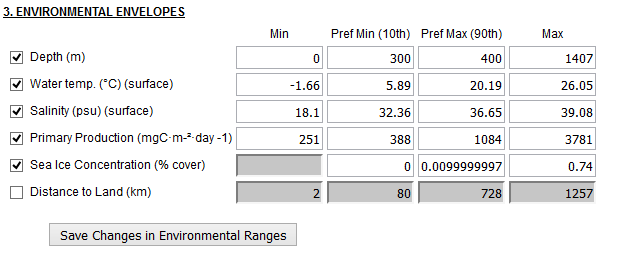 3. ENVIRONMENTAL ENVELOPES
Min Pref Min (10th) Pref Max (90th) Max
Depth (m) 0 300 400 1407
Water temp. (°C) (surface) -1.66 5.89 20.19 26.05
Salinity (psu) (surface) 18.1 32.36 36.65 39.08
Primary Production (mgC·m-²·day -1) 251 388 1084 3781
Sea Ice Concentration (% cover) 0 0.0099999997 0.74
Distance to Land (km) 2 80 728 1257
Save Changes in Environmental Ranges